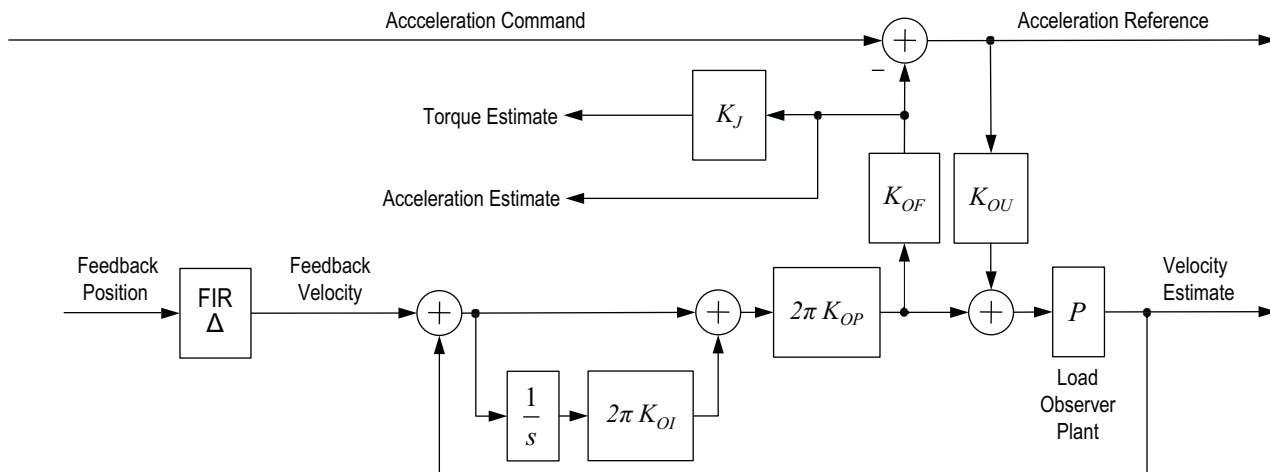 Accceleration Command
Acceleration Reference
+
−
Torque Estimate
K_J
Acceleration Estimate
K_OF
K_OU
Feedback
Position
FIR
Δ
Feedback
Velocity
+
+
2π K_OP
+
P
Velocity
Estimate
1
s
2π K_OI
Load
Observer
Plant